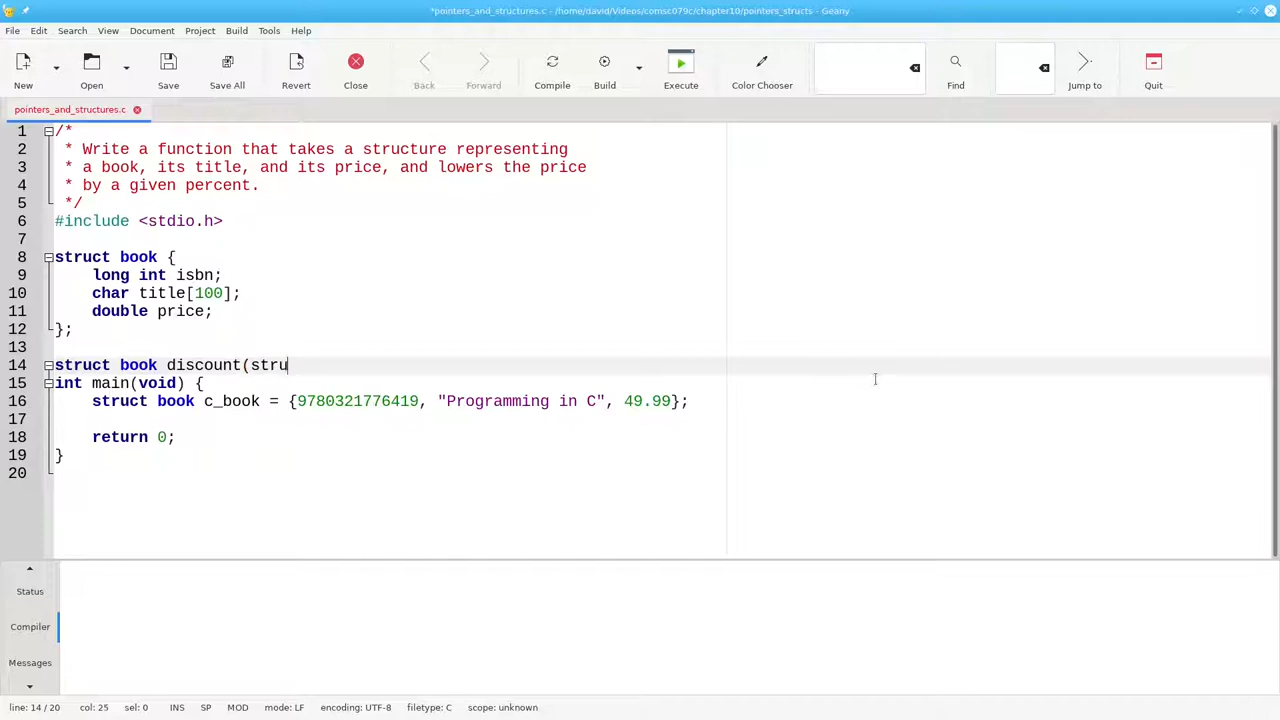 *pointers_and_structures.c - /home/david/Videos/comsc079c/chapter10/pointers_structs - Geany
File Edit Search View Document Project Build Tools Help
New Open Save Save All Revert Close Back Forward Compile Build Execute Color Chooser Find Jump to Quit
pointers_and_structures.c
1 /*
2 * Write a function that takes a structure representing
3 * a book, its title, and its price, and lowers the price
4 * by a given percent.
5 */
6 #include <stdio.h>
7
8 struct book {
9 long int isbn;
10 char title[100];
11 double price;
12 };
13
14 struct book discount(stru
15 int main(void) {
16 struct book c_book = {9780321776419, "Programming in C", 49.99};
17
18 return 0;
19 }
20
Status
Compiler
Messages
line: 14 / 20 col: 25 sel: 0 INS SP MOD mode: LF encoding: UTF-8 filetype: C scope: unknown